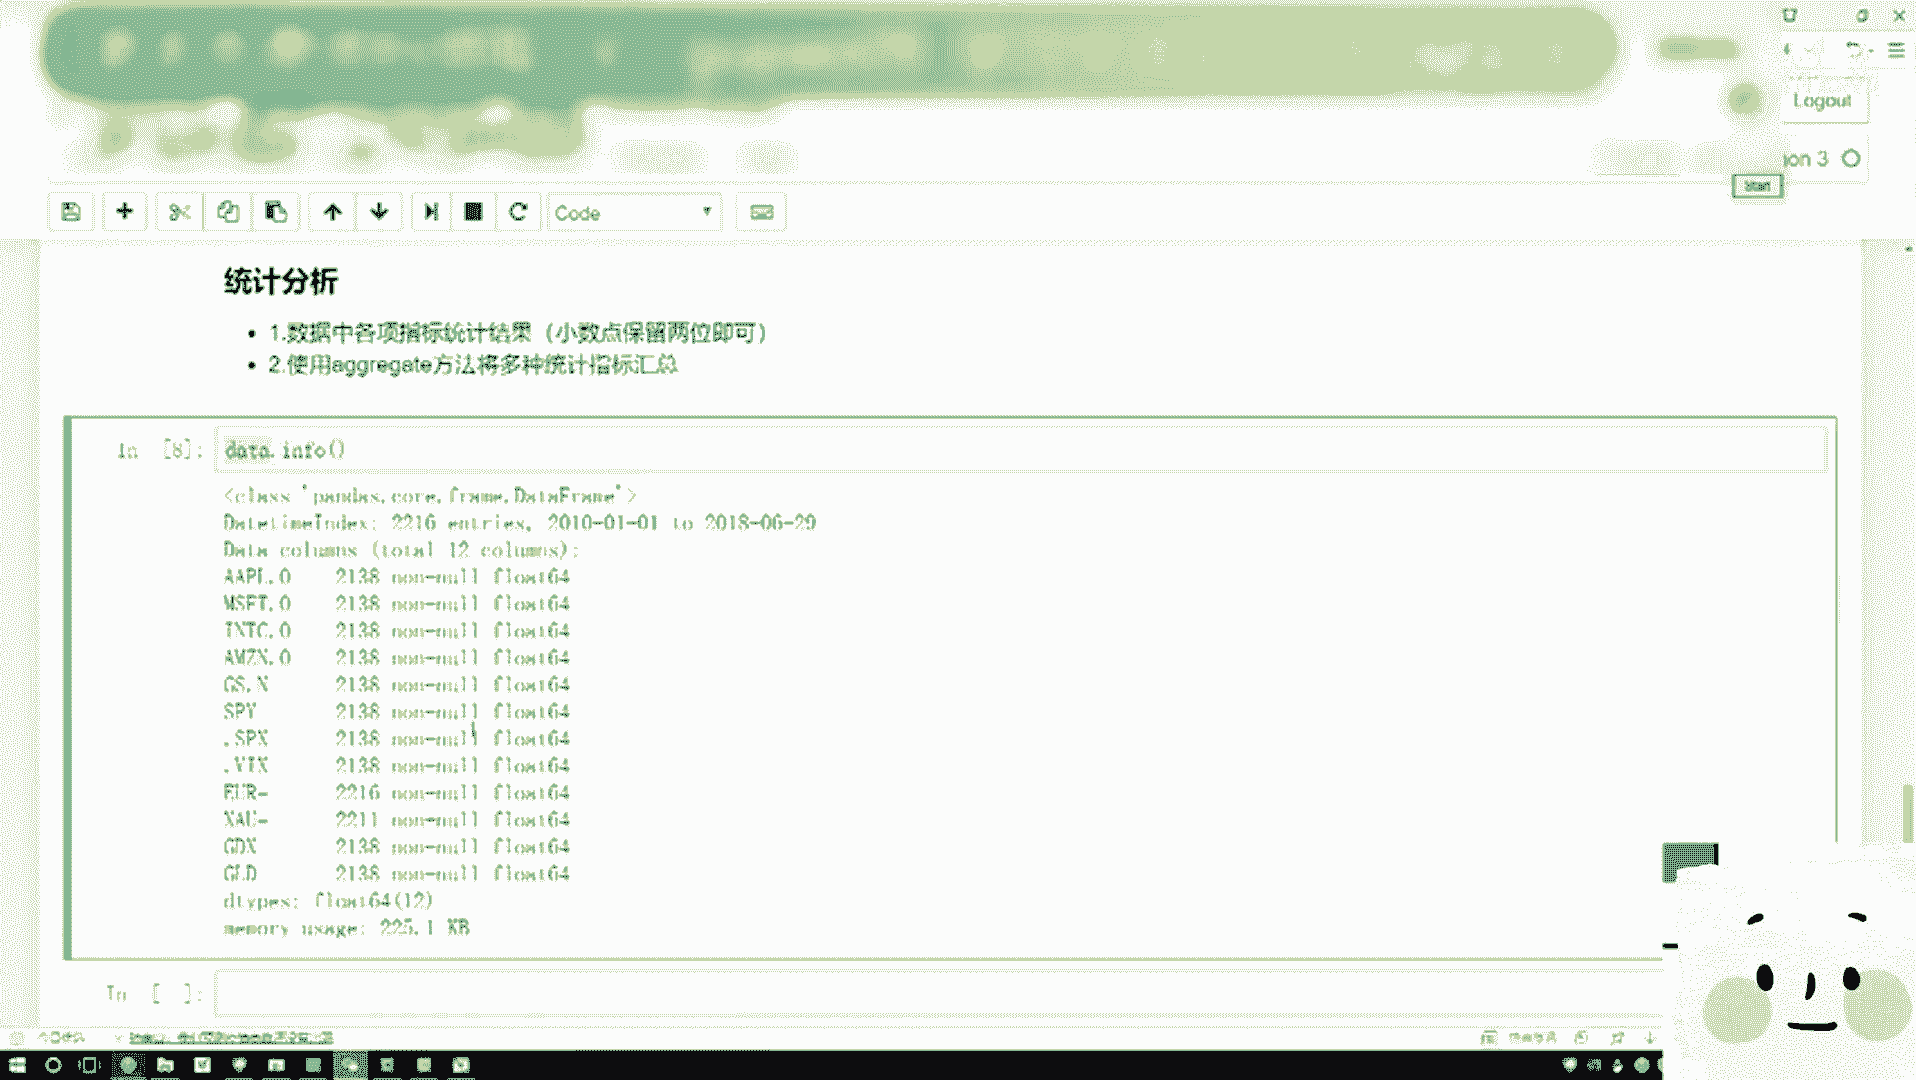 Logout
on 3
Start
Code
统计分析
1.数据中各项指标统计结果（小数点保留两位即可）
2.使用aggregate方法将多种统计指标汇总
In [8]: data.info()
<class 'pandas.core.frame.DataFrame'>
DatetimeIndex: 2216 entries, 2010-01-01 to 2018-06-29
Data columns (total 12 columns):
AAPL.O 2138 non-null float64
MSFT.O 2138 non-null float64
INTC.O 2138 non-null float64
AMZN.O 2138 non-null float64
GS.N 2138 non-null float64
SPY 2138 non-null float64
.SPX 2138 non-null float64
.VIX 2138 non-null float64
EUR= 2216 non-null float64
XAU= 2211 non-null float64
GDX 2138 non-null float64
GLD 2138 non-null float64
dtypes: float64(12)
memory usage: 225.1 KB
In [ ]: